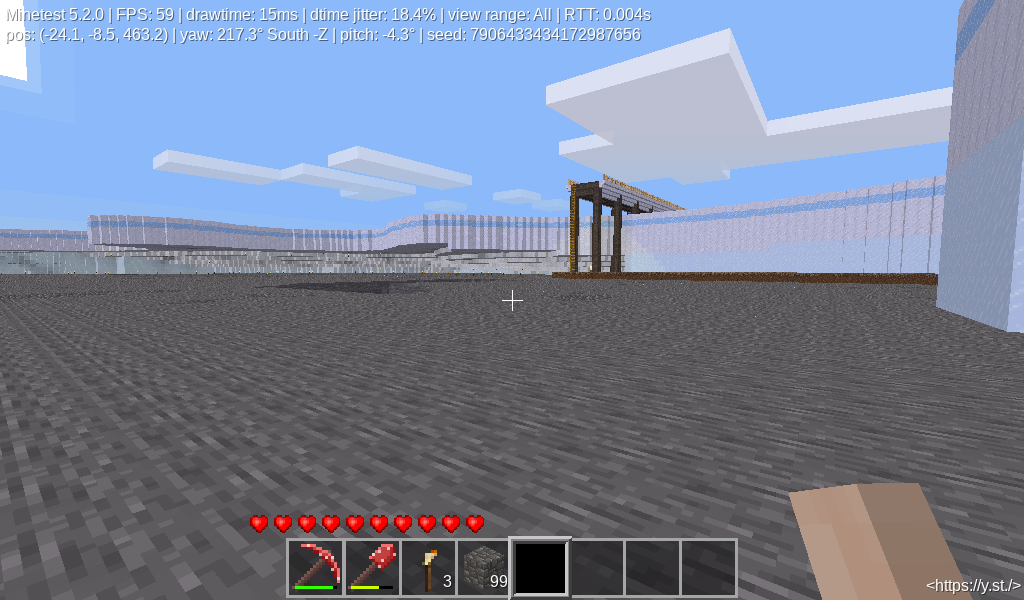 Minetest 5.2.0 | FPS: 59 | drawtime: 15ms | dtime jitter: 18.4% | view range: All | RTT: 0.004s
pos: (-24.1, -8.5, 463.2) | yaw: 217.3° South -Z | pitch: -4.3° | seed: 7906433434172987656
3
99
<https://y.st./>